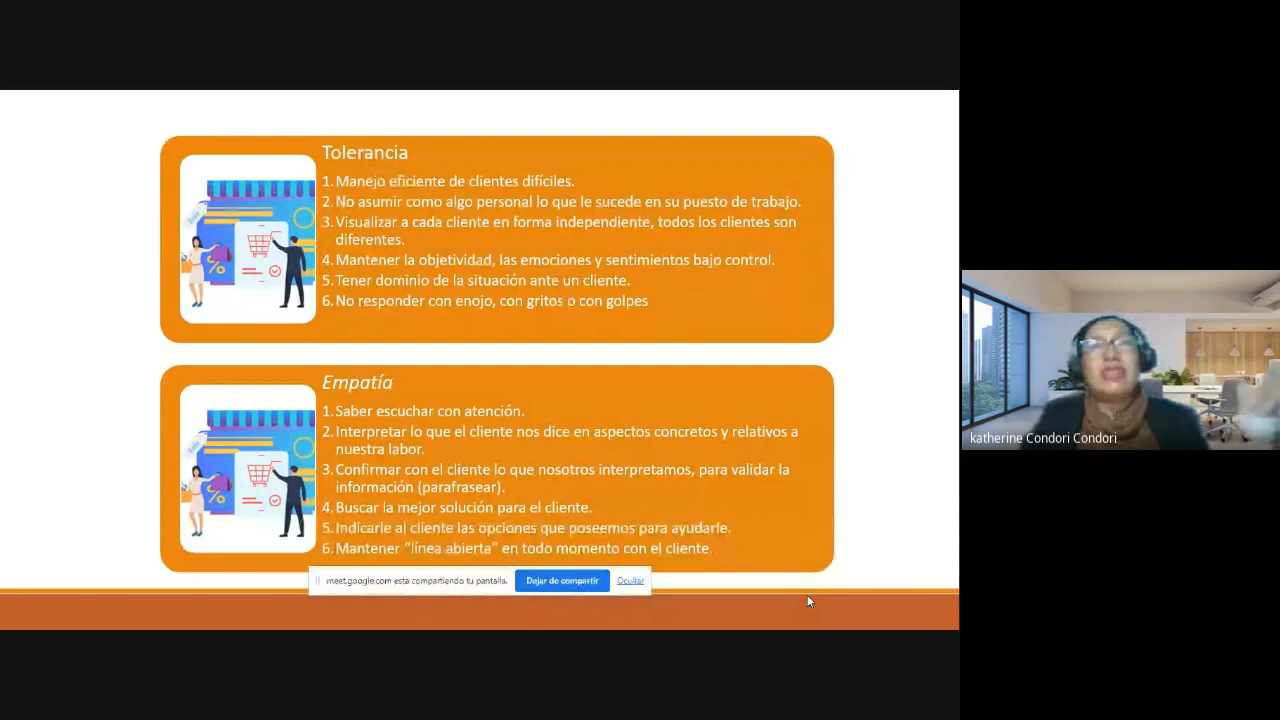 Tolerancia
1. Manejo eficiente de clientes difíciles.
2. No asumir como algo personal lo que le sucede en su puesto de trabajo.
3. Visualizar a cada cliente en forma independiente, todos los clientes son
diferentes.
4. Mantener la objetividad, las emociones y sentimientos bajo control.
5. Tener dominio de la situación ante un cliente.
6. No responder con enojo, con gritos o con golpes
Empatía
1. Saber escuchar con atención.
2. Interpretar lo que el cliente nos dice en aspectos concretos y relativos a
nuestra labor.
3. Confirmar con el cliente lo que nosotros interpretamos, para validar la
información (parafrasear).
4. Buscar la mejor solución para el cliente.
5. Indicarle al cliente las opciones que poseemos para ayudarle.
6. Mantener “línea abierta” en todo momento con el cliente.
meet.google.com está compartiendo tu pantalla. Dejar de compartir Ocultar
katherine Condori Condori